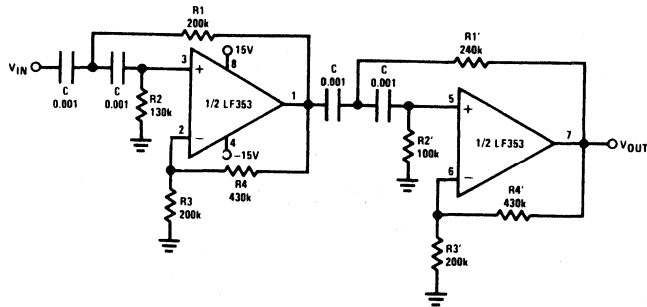 R1
200k
15V
8
3
+
VIN
C
0.001
C
0.001
R2
130k
1/2 LF353
1
2
−
4
−15V
R4
430k
R3
200k
R1'
240k
C
0.001
C
0.001
5
+
R2'
100k
1/2 LF353
7
VOUT
6
−
R4'
430k
R3'
200k